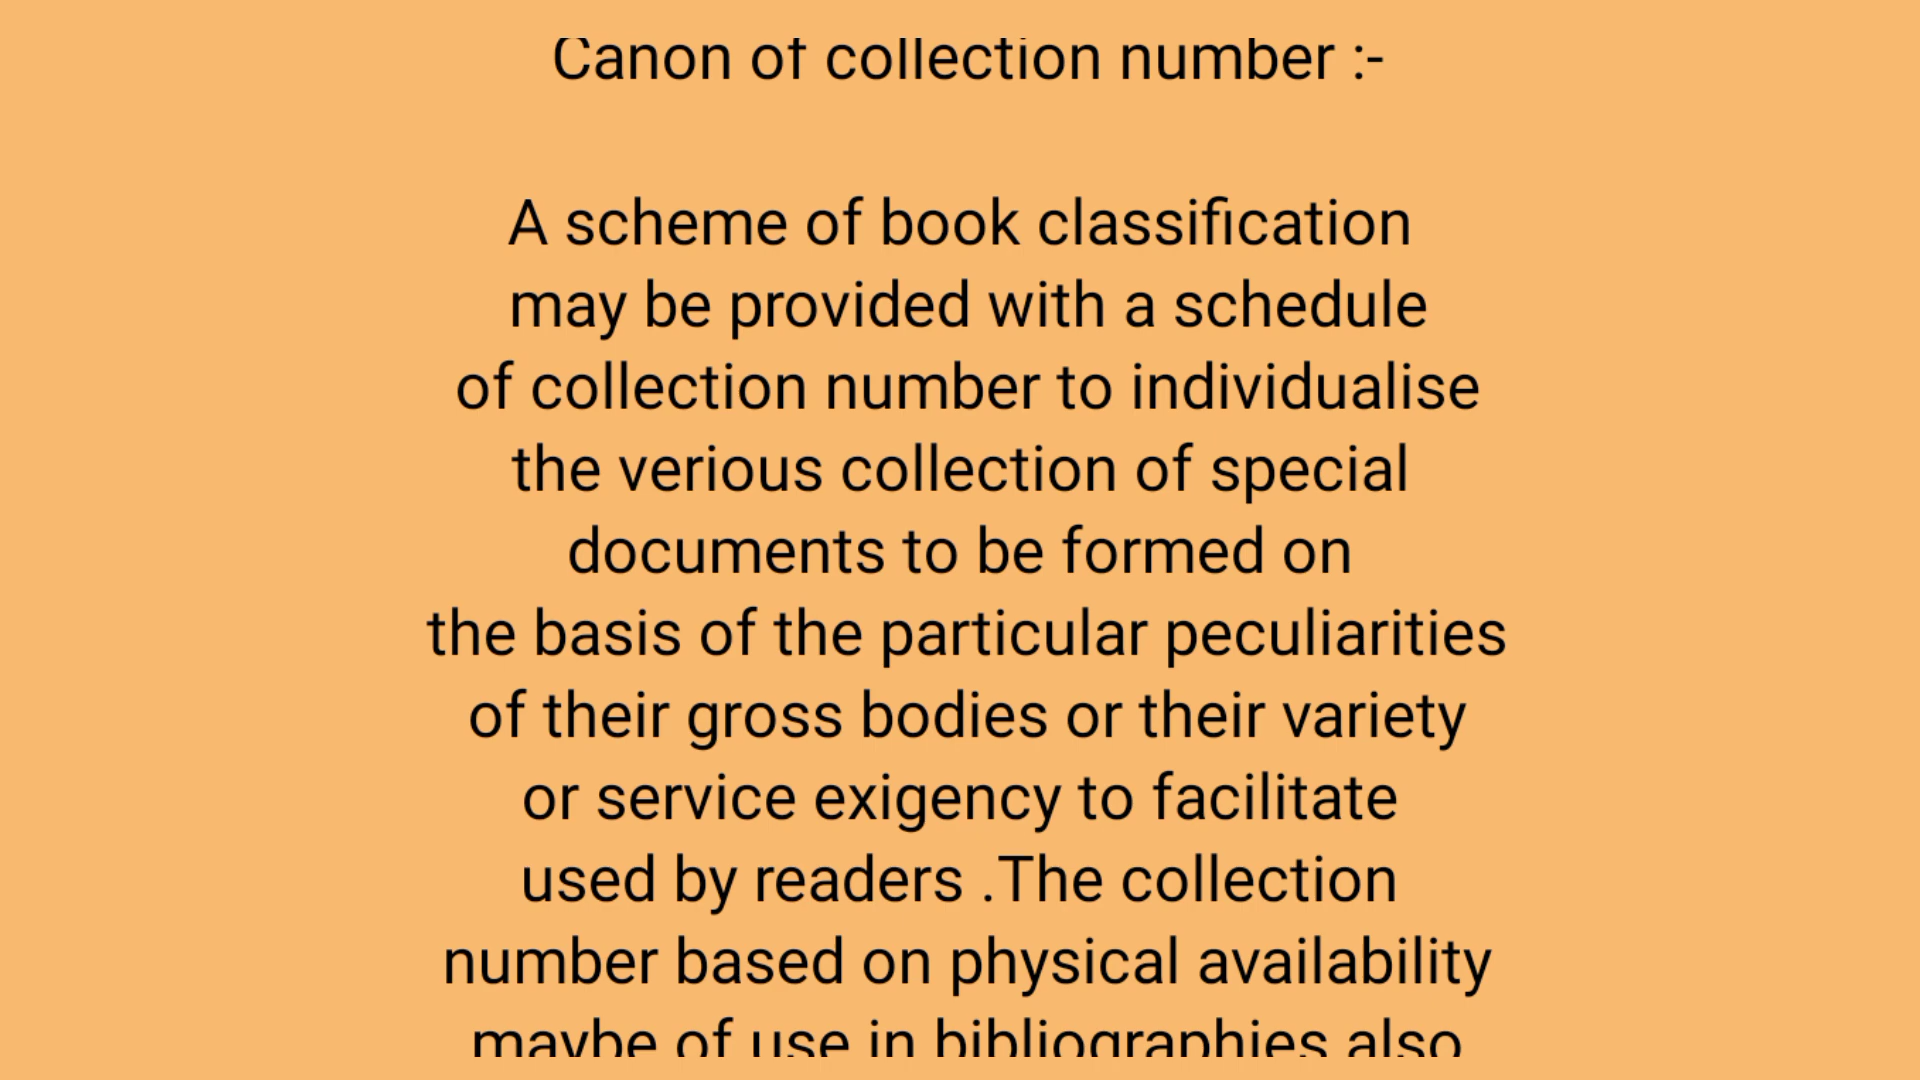 Canon of collection number :-
A scheme of book classification
may be provided with a schedule
of collection number to individualise
the verious collection of special
documents to be formed on
the basis of the particular peculiarities
of their gross bodies or their variety
or service exigency to facilitate
used by readers .The collection
number based on physical availability
maybe of use in bibliographies also